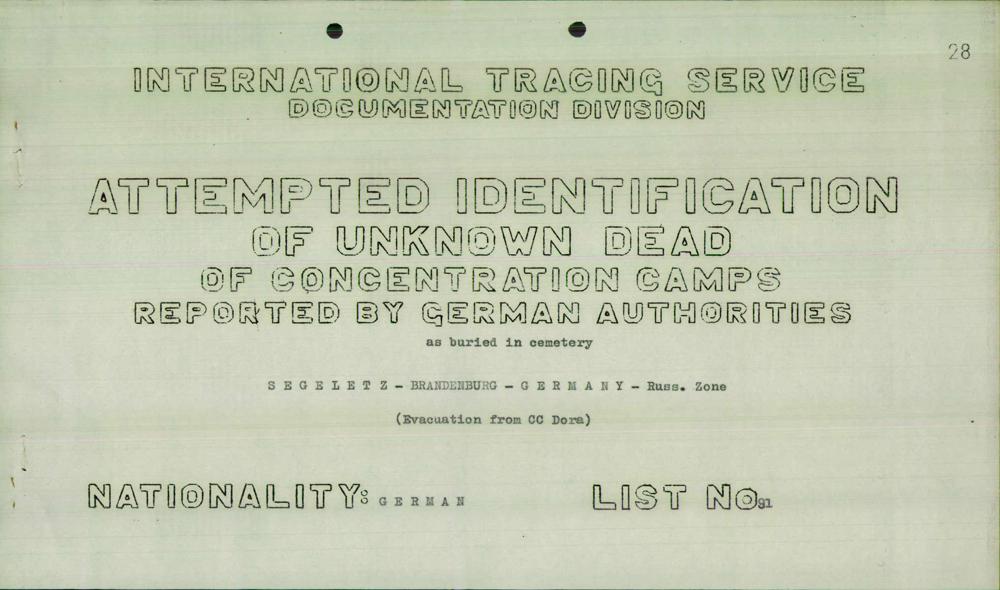 28
INTERNATIONAL TRACING SERVICE
DOCUMENTATION DIVISION
ATTEMPTED IDENTIFICATION
OF UNKNOWN DEAD
OF CONCENTRATION CAMPS
REPORTED BY GERMAN AUTHORITIES
as buried in cemetery
S E G E L E T Z - BRANDENBURG - G E R M A N Y - Russ. Zone
(Evacuation from CC Dora)
NATIONALITY: G E R M A N LIST No 91